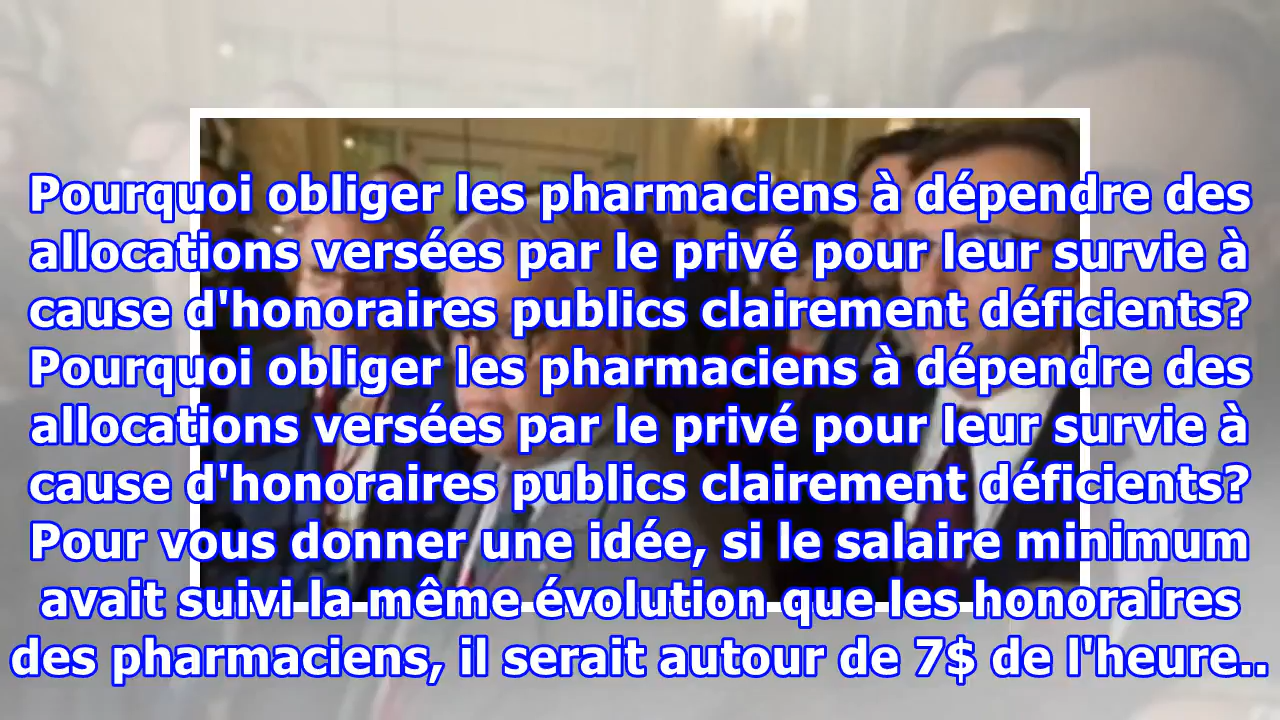 Pourquoi obliger les pharmaciens à dépendre des
allocations versées par le privé pour leur survie à
cause d'honoraires publics clairement déficients?
Pourquoi obliger les pharmaciens à dépendre des
allocations versées par le privé pour leur survie à
cause d'honoraires publics clairement déficients?
Pour vous donner une idée, si le salaire minimum
avait suivi la même évolution que les honoraires
des pharmaciens, il serait autour de 7$ de l'heure..